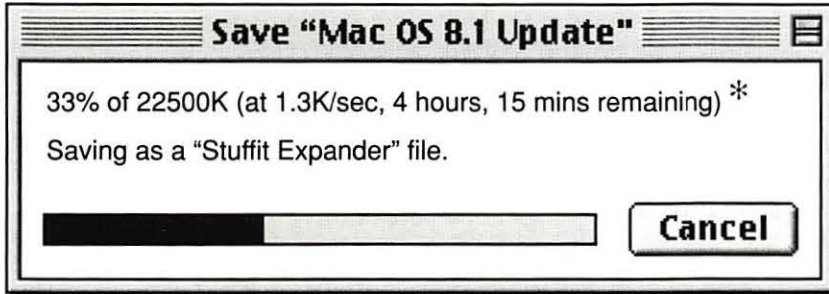 Save “Mac OS 8.1 Update"
33% of 22500K (at 1.3K/sec, 4 hours, 15 mins remaining) *
Saving as a “Stuffit Expander” file.
Cancel